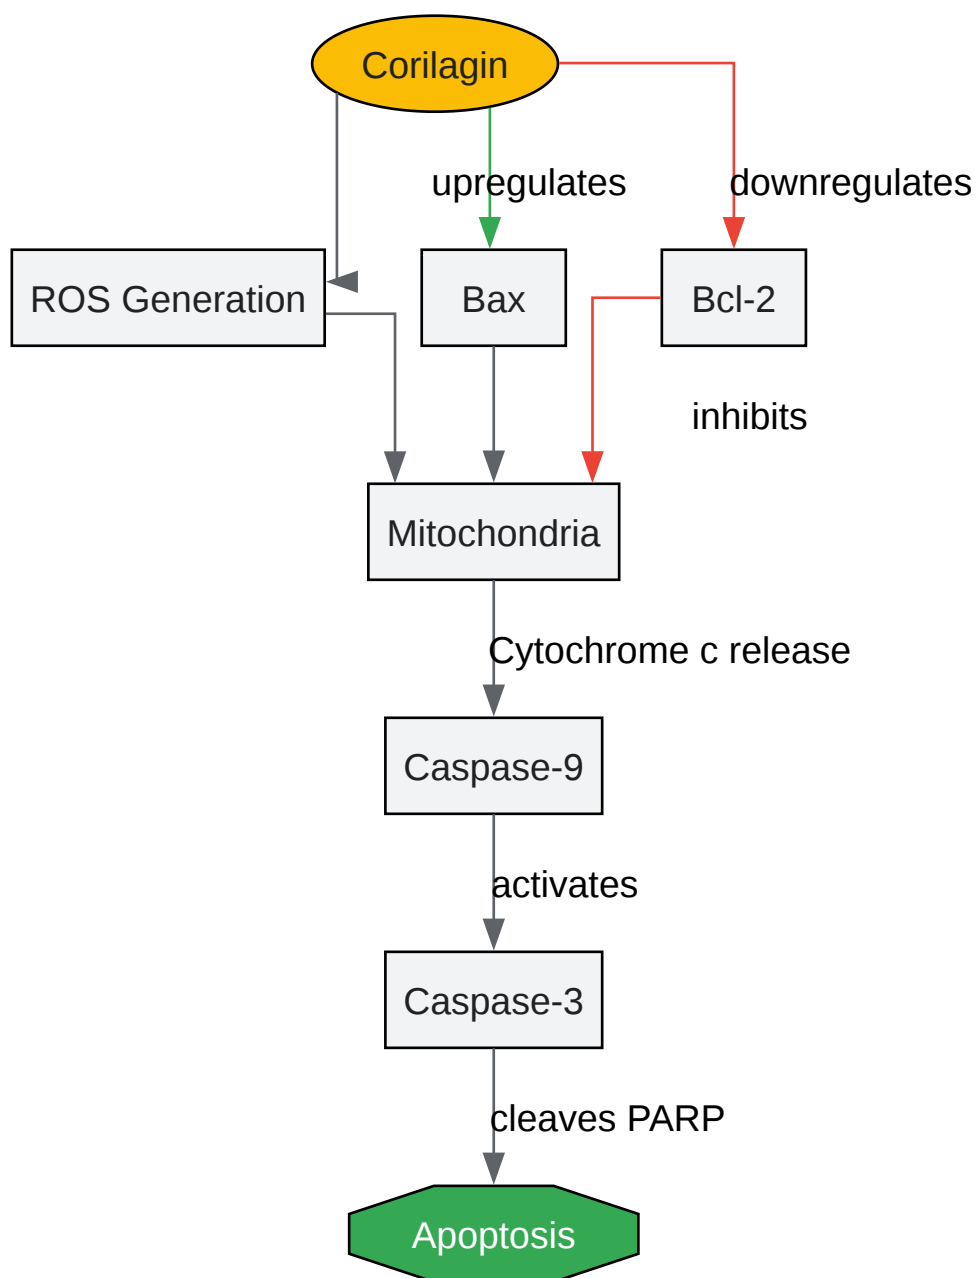 Corilagin
upregulates
downregulates
ROS Generation
Bax
Bcl-2
inhibits
Mitochondria
Cytochrome c release
Caspase-9
activates
Caspase-3
cleaves PARP
Apoptosis